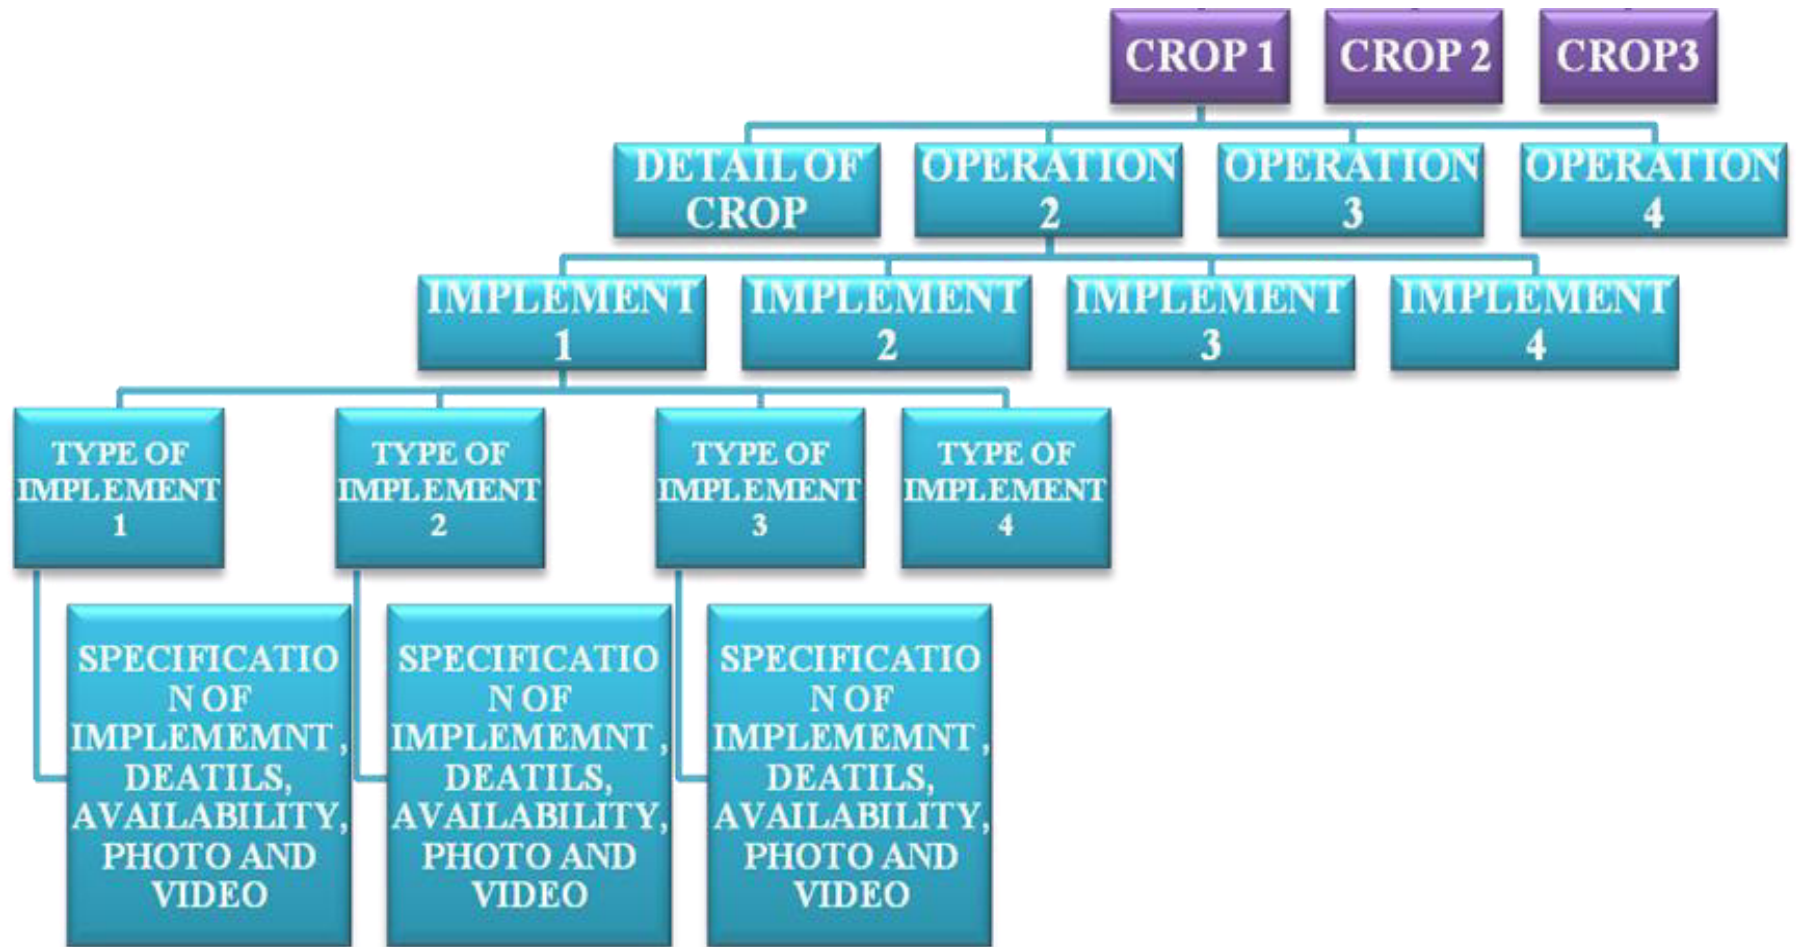 CROP 1
CROP 2
CROP3
DETAIL OF
CROP
OPERATION
2
OPERATION
3
OPERATION
4
IMPLEMENT
1
IMPLEMENT
2
IMPLEMENT
3
IMPLEMENT
4
TYPE OF
IMPLEMENT
1
TYPE OF
IMPLEMENT
2
TYPE OF
IMPLEMENT
3
TYPE OF
IMPLEMENT
4
SPECIFICATIO
N OF
IMPLEMEMNT,
DEATILS,
AVAILABILITY,
PHOTO AND
VIDEO
SPECIFICATIO
N OF
IMPLEMEMNT,
DEATILS,
AVAILABILITY,
PHOTO AND
VIDEO
SPECIFICATIO
N OF
IMPLEMEMNT,
DEATILS,
AVAILABILITY,
PHOTO AND
VIDEO